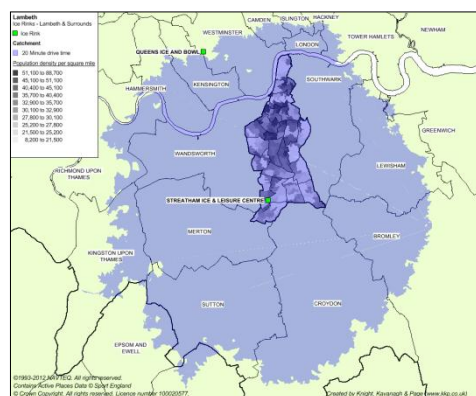 Lambeth
Ice Rinks - Lambeth & Surrounds
Ice Rink
Catchment
20 Minute drive time
Population density per square mile
51,100 to 88,700
45,100 to 51,100
40,400 to 45,100
35,700 to 40,400
32,900 to 35,700
30,100 to 32,900
27,800 to 30,100
25,200 to 27,800
21,500 to 25,200
8,200 to 21,500
CAMDEN
ISLINGTON
HACKNEY
WESTMINSTER
NEWHAM
QUEENS ICE AND BOWL
LONDON
TOWER HAMLETS
KENSINGTON
SOUTHWARK
HAMMERSMITH
GREENWICH
WANDSWORTH
LEWISHAM
RICHMOND UPON
THAMES
STREATHAM ICE & LEISURE CENTRE
MERTON
BROMLEY
KINGSTON UPON
THAMES
SUTTON
CROYDON
EPSOM AND
EWELL
©1993-2012 NAVTEQ. All rights reserved.
Contains Active Places Data © Sport England
© Crown Copyright. All rights reserved. Licence number 100020577.
Created by Knight, Kavanagh & Page (www.kkp.co.uk)